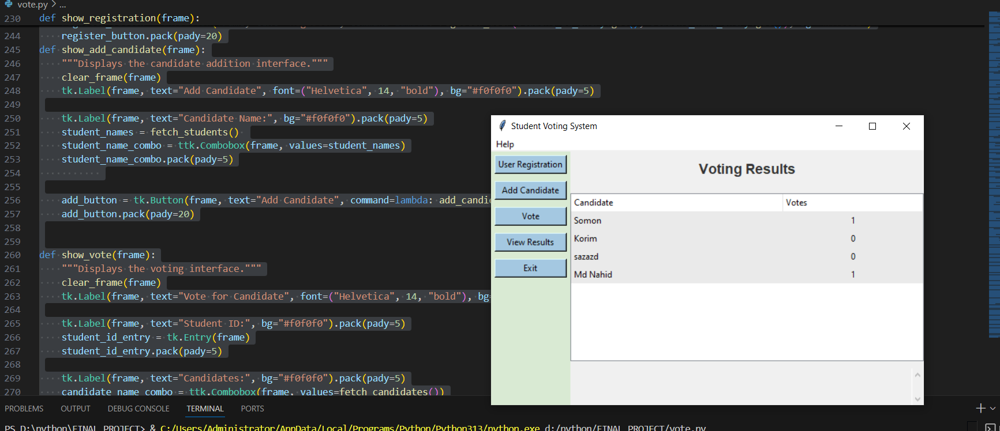 vote.py > ...
230 def show_registration(frame):
244 register_button.pack(pady=20)
245 def show_add_candidate(frame):
246 """Displays the candidate addition interface."""
247 clear_frame(frame)
248 tk.Label(frame, text="Add Candidate", font=("Helvetica", 14, "bold"), bg="#f0f0f0").pack(pady=5)
249
250 tk.Label(frame, text="Candidate Name:", bg="#f0f0f0").pack(pady=5)
251 student_names = fetch_students()
252 student_name_combo = ttk.Combobox(frame, values=student_names)
253 student_name_combo.pack(pady=5)
254
255
256 add_button = tk.Button(frame, text="Add Candidate", command=lambda: add_candi
257 add_button.pack(pady=20)
258
259
260 def show_vote(frame):
261 """Displays the voting interface."""
262 clear_frame(frame)
263 tk.Label(frame, text="Vote for Candidate", font=("Helvetica", 14, "bold"), bg=
264
265 tk.Label(frame, text="Student ID:", bg="#f0f0f0").pack(pady=5)
266 student_id_entry = tk.Entry(frame)
267 student_id_entry.pack(pady=5)
268
269 tk.Label(frame, text="Candidates:", bg="#f0f0f0").pack(pady=5)
270 candidate_name_combo = ttk.Combobox(frame, values=fetch_candidates())
Student Voting System
Help
User Registration
Add Candidate
Vote
View Results
Exit
Voting Results
Candidate Votes
Somon 1
Korim 0
sazazd 0
Md Nahid 1
PROBLEMS OUTPUT DEBUG CONSOLE TERMINAL PORTS
PS D:\python\FINAL PROJECT> & C:/Users/Administrator/AppData/Local/Programs/Python/Python313/python.exe d:/python/FINAL PROJECT/vote.py